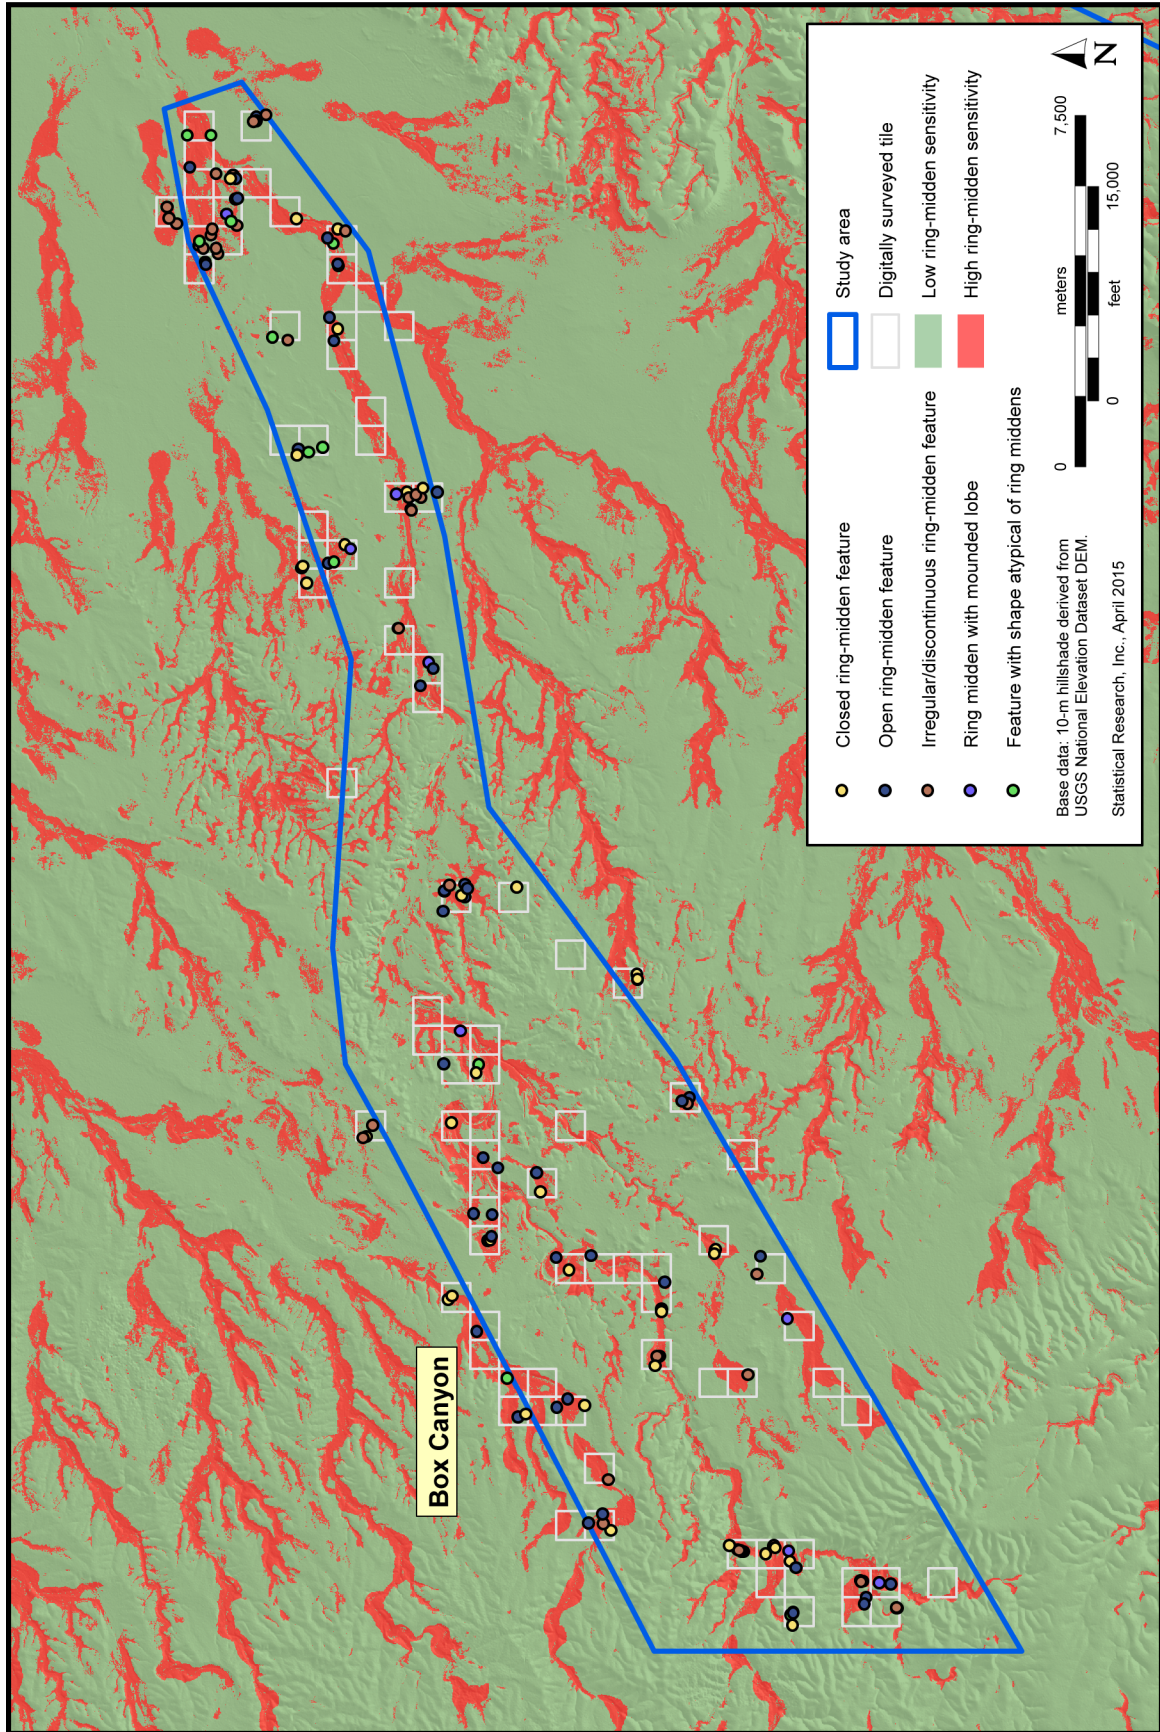 Box Canyon
Closed ring-midden feature
Open ring-midden feature
Irregular/discontinuous ring-midden feature
Ring midden with mounded lobe
Feature with shape atypical of ring middens
Study area
Digitally surveyed tile
Low ring-midden sensitivity
High ring-midden sensitivity
Base data: 10-m hillshade derived from
USGS National Elevation Dataset DEM.
Statistical Research, Inc., April 2015
0 meters 7,500
0 feet 15,000
N